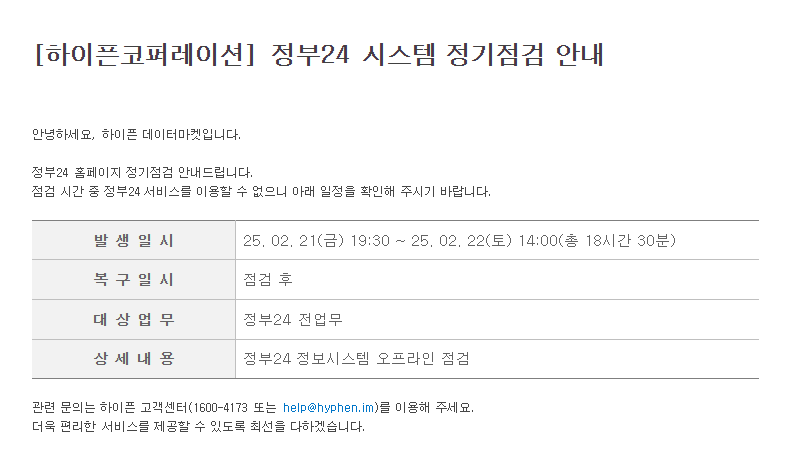 [하이픈코퍼레이션] 정부24 시스템 정기점검 안내
안녕하세요, 하이픈 데이터마켓입니다.
정부24 홈페이지 정기점검 안내드립니다.
점검 시간 중 정부24 서비스를 이용할 수 없으니 아래 일정을 확인해 주시기 바랍니다.
발 생 일 시 25. 02. 21(금) 19:30 ~ 25. 02. 22(토) 14:00(총 18시간 30분)
복 구 일 시 점검 후
대 상 업 무 정부24 전업무
상 세 내 용 정부24 정보시스템 오프라인 점검
관련 문의는 하이픈 고객센터(1600-4173 또는 help@hyphen.im)를 이용해 주세요.
더욱 편리한 서비스를 제공할 수 있도록 최선을 다하겠습니다.